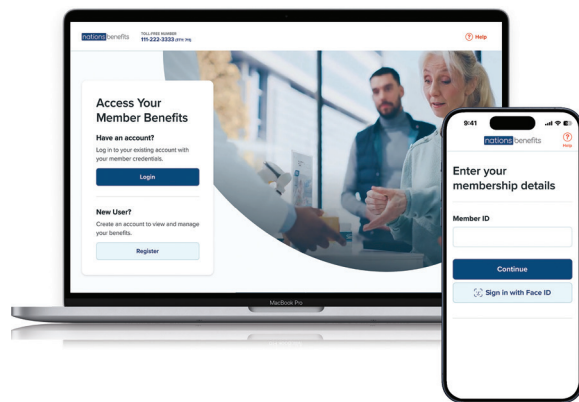 nations benefits
TOLL-FREE NUMBER
111-222-3333 (TTY: 711)
Help
Access Your
Member Benefits
Have an account?
Log in to your existing account with
your member credentials.
Login
New User?
Create an account to view and manage
your benefits.
Register
MacBook Pro
9:41
nations benefits
Help
Enter your
membership details
Member ID
Continue
Sign in with Face ID